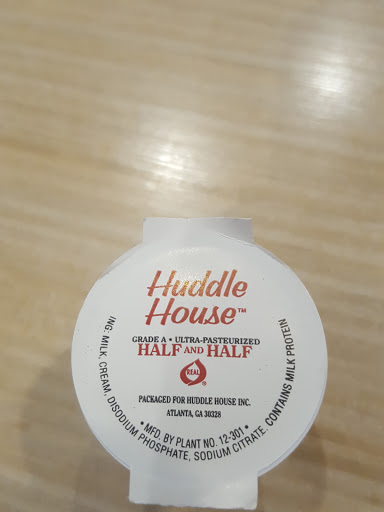 Huddle
House™
GRADE A • ULTRA-PASTEURIZED
HALF AND HALF
REAL®
PACKAGED FOR HUDDLE HOUSE INC.
ATLANTA, GA 30328
• MFD. BY PLANT NO. 12-301 •
ING: MILK, CREAM, DISODIUM PHOSPHATE, SODIUM CITRATE. CONTAINS MILK PROTEIN